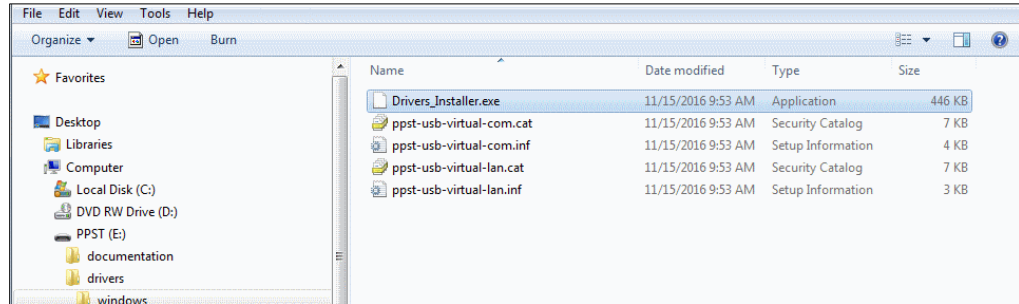 File Edit View Tools Help
Organize Open Burn
Favorites
Desktop
Libraries
Computer
Local Disk (C:)
DVD RW Drive (D:)
PPST (E:)
documentation
drivers
windows
Name Date modified Type Size
Drivers_Installer.exe 11/15/2016 9:53 AM Application 446 KB
ppst-usb-virtual-com.cat 11/15/2016 9:53 AM Security Catalog 7 KB
ppst-usb-virtual-com.inf 11/15/2016 9:53 AM Setup Information 4 KB
ppst-usb-virtual-lan.cat 11/15/2016 9:53 AM Security Catalog 7 KB
ppst-usb-virtual-lan.inf 11/15/2016 9:53 AM Setup Information 3 KB